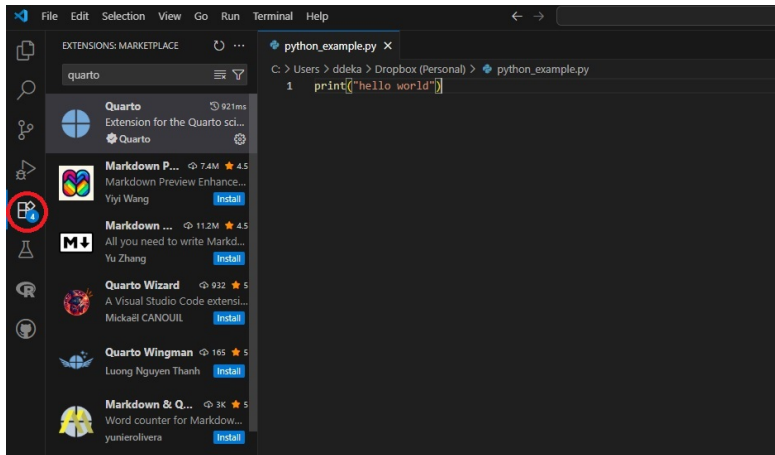 File Edit Selection View Go Run Terminal Help
EXTENSIONS: MARKETPLACE
quarto
Quarto 921ms
Extension for the Quarto sci...
Quarto
Markdown P... 7.4M 4.5
Markdown Preview Enhance...
Yiyi Wang Install
Markdown ... 11.2M 4.5
All you need to write Markd...
Yu Zhang Install
Quarto Wizard 932 5
A Visual Studio Code extensi...
Mickaël CANOUIL Install
Quarto Wingman 165 5
Luong Nguyen Thanh Install
Markdown & Q... 3K 5
Word counter for Markdow...
yunierolivera Install
4
M
R
python_example.py
C: > Users > ddeka > Dropbox (Personal) > python_example.py
1 print("hello world")